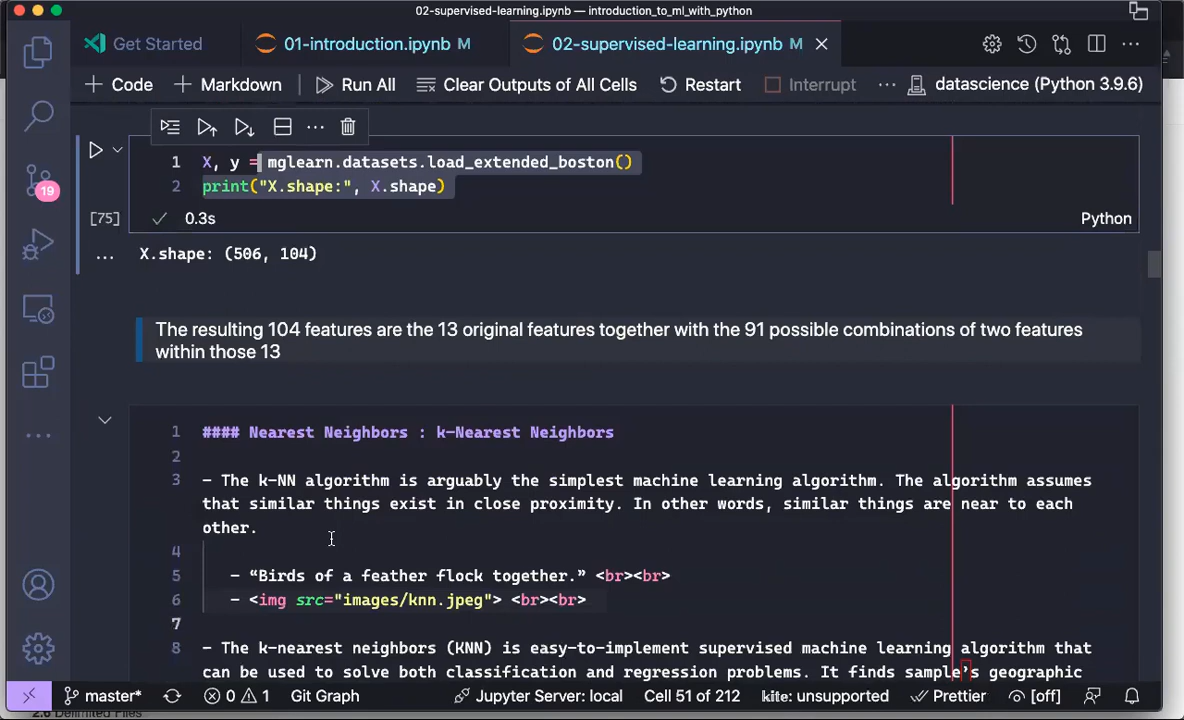 02-supervised-learning.ipynb — introduction_to_ml_with_python
Get Started
01-introduction.ipynb M
02-supervised-learning.ipynb M
Code
Markdown
Run All
Clear Outputs of All Cells
Restart
Interrupt
datascience (Python 3.9.6)
1 X, y = mglearn.datasets.load_extended_boston()
2 print("X.shape:", X.shape)
[75]
0.3s
Python
X.shape: (506, 104)
19
The resulting 104 features are the 13 original features together with the 91 possible combinations of two features
within those 13
1 #### Nearest Neighbors : k-Nearest Neighbors
2
3 - The k-NN algorithm is arguably the simplest machine learning algorithm. The algorithm assumes
that similar things exist in close proximity. In other words, similar things are near to each
other.
4
5 - “Birds of a feather flock together.” <br><br>
6 - <img src="images/knn.jpeg"> <br><br>
7
8 - The k-nearest neighbors (KNN) is easy-to-implement supervised machine learning algorithm that
can be used to solve both classification and regression problems. It finds sample’s geographic
master*
0
1
Git Graph
Jupyter Server: local
Cell 51 of 212
kite: unsupported
Prettier
[off]
2.6 Delimited Files